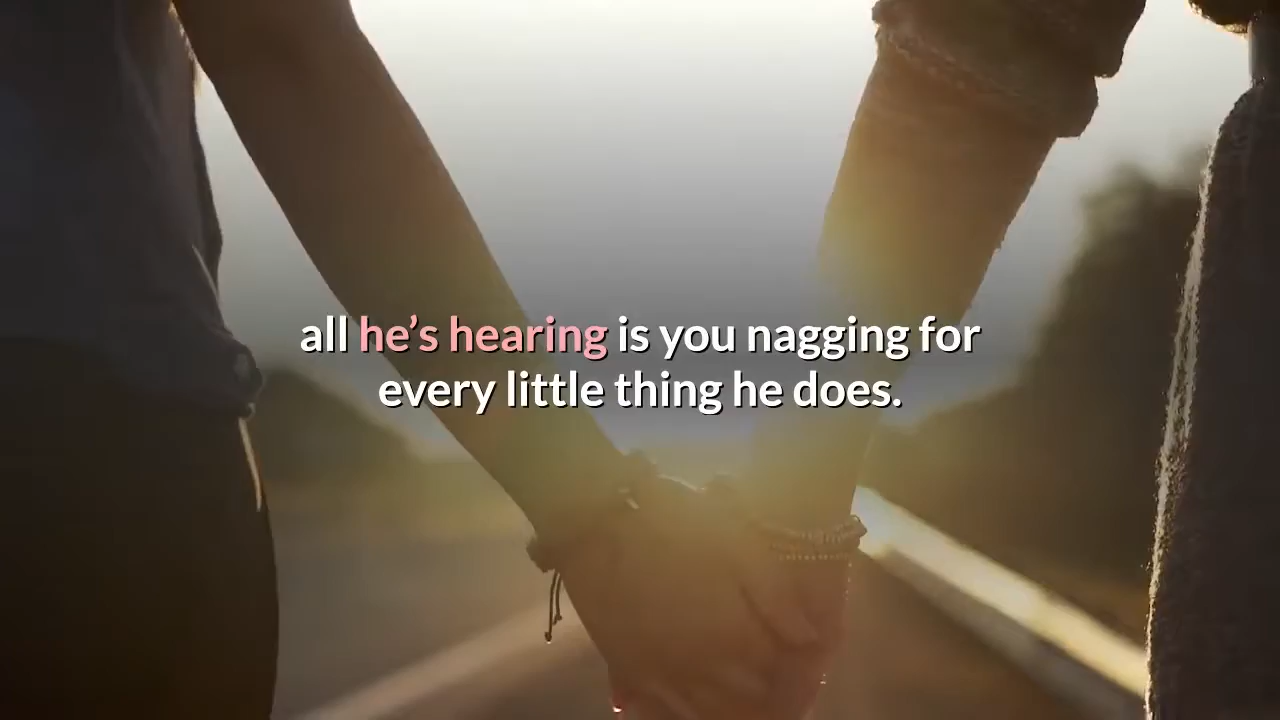 all he’s hearing is you nagging for
every little thing he does.